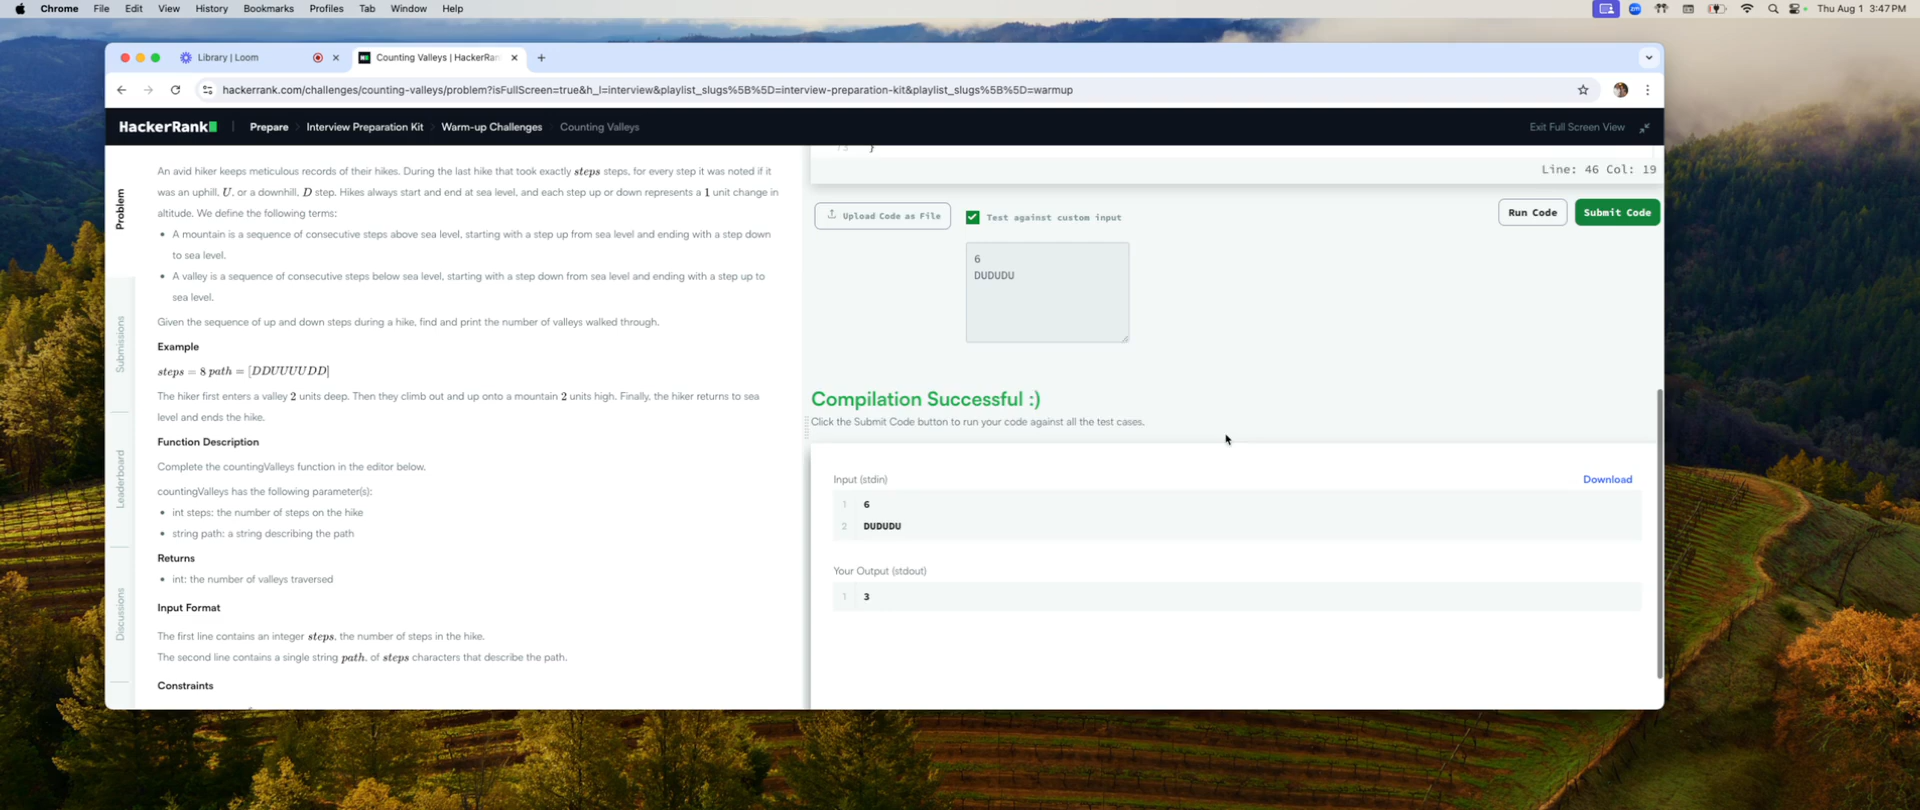 Chrome File Edit View History Bookmarks Profiles Tab Window Help
zm
Thu Aug 1 3:47 PM
Library | Loom
Counting Valleys | HackerRan
hackerrank.com/challenges/counting-valleys/problem?isFullScreen=true&h_l=interview&playlist_slugs%5B%5D=interview-preparation-kit&playlist_slugs%5B%5D=warmup
HackerRank
Prepare
Interview Preparation Kit
Warm-up Challenges
Counting Valleys
Exit Full Screen View
Problem
Submissions
Leaderboard
Discussions
An avid hiker keeps meticulous records of their hikes. During the last hike that took exactly steps steps, for every step it was noted if it
was an uphill, U, or a downhill, D step. Hikes always start and end at sea level, and each step up or down represents a 1 unit change in
altitude. We define the following terms:
• A mountain is a sequence of consecutive steps above sea level, starting with a step up from sea level and ending with a step down
to sea level.
• A valley is a sequence of consecutive steps below sea level, starting with a step down from sea level and ending with a step up to
sea level.
Given the sequence of up and down steps during a hike, find and print the number of valleys walked through.
Example
steps = 8 path = [DDUUUUDD]
The hiker first enters a valley 2 units deep. Then they climb out and up onto a mountain 2 units high. Finally, the hiker returns to sea
level and ends the hike.
Function Description
Complete the countingValleys function in the editor below.
countingValleys has the following parameter(s):
• int steps: the number of steps on the hike
• string path: a string describing the path
Returns
• int: the number of valleys traversed
Input Format
The first line contains an integer steps, the number of steps in the hike.
The second line contains a single string path, of steps characters that describe the path.
Constraints
73 }
Line: 46 Col: 19
Upload Code as File
Test against custom input
Run Code
Submit Code
6
DUDUDU
Compilation Successful :)
Click the Submit Code button to run your code against all the test cases.
Input (stdin)
Download
1 6
2 DUDUDU
Your Output (stdout)
1 3